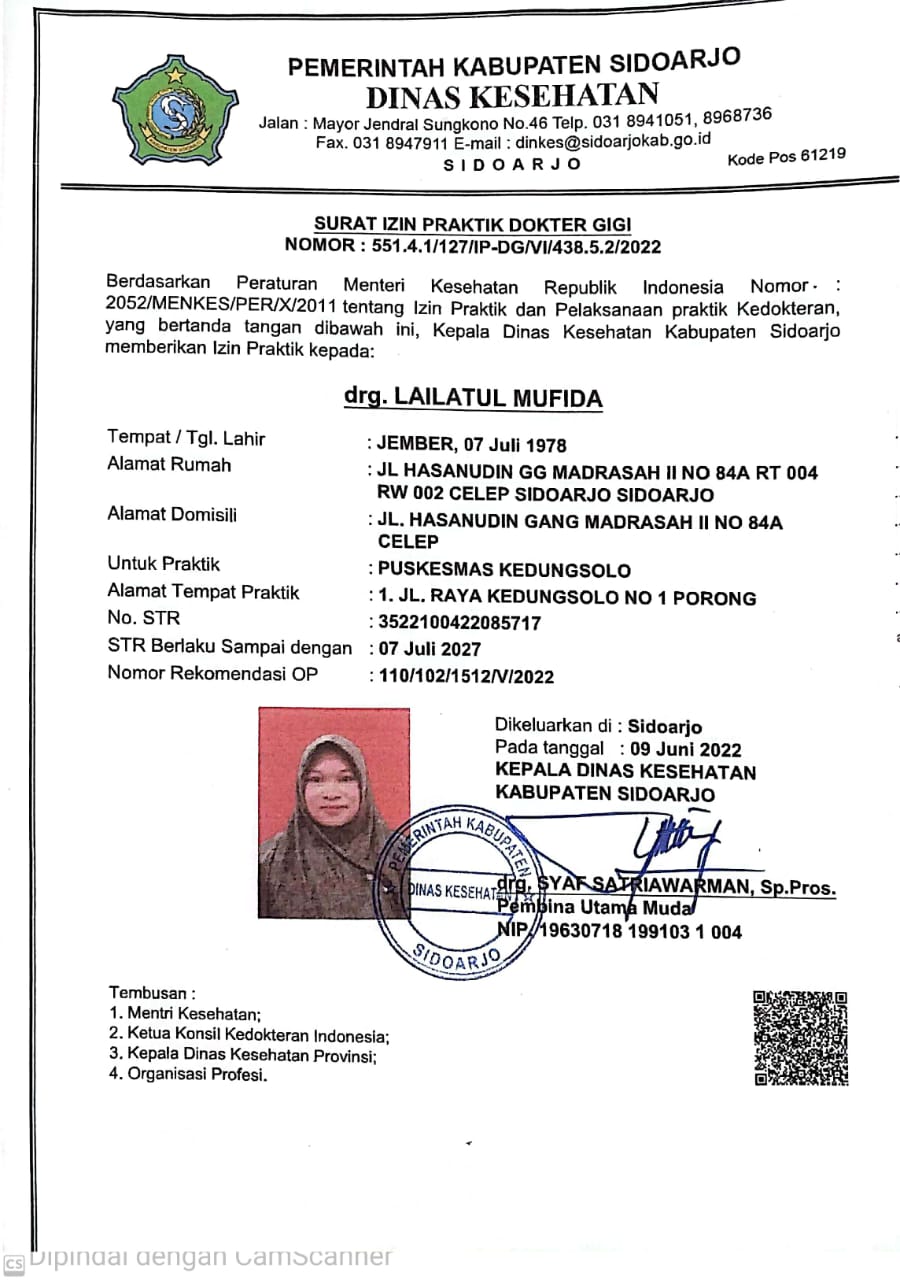 PEMERINTAH KABUPATEN SIDOARJO
DINAS KESEHATAN
Jalan : Mayor Jendral Sungkono No.46 Telp. 031 8941051, 8968736
Fax. 031 8947911 E-mail : dinkes@sidoarjokab.go.id
S I D O A R J O
Kode Pos 61219
SURAT IZIN PRAKTIK DOKTER GIGI
NOMOR : 551.4.1/127/IP-DG/VI/438.5.2/2022
Berdasarkan Peraturan Menteri Kesehatan Republik Indonesia Nomor :
2052/MENKES/PER/X/2011 tentang Izin Praktik dan Pelaksanaan praktik Kedokteran,
yang bertanda tangan dibawah ini, Kepala Dinas Kesehatan Kabupaten Sidoarjo
memberikan Izin Praktik kepada:
drg. LAILATUL MUFIDA
Tempat / Tgl. Lahir : JEMBER, 07 Juli 1978
Alamat Rumah : JL HASANUDIN GG MADRASAH II NO 84A RT 004
RW 002 CELEP SIDOARJO SIDOARJO
Alamat Domisili : JL. HASANUDIN GANG MADRASAH II NO 84A
CELEP
Untuk Praktik : PUSKESMAS KEDUNGSOLO
Alamat Tempat Praktik : 1. JL. RAYA KEDUNGSOLO NO 1 PORONG
No. STR : 3522100422085717
STR Berlaku Sampai dengan : 07 Juli 2027
Nomor Rekomendasi OP : 110/102/1512/V/2022
Dikeluarkan di : Sidoarjo
Pada tanggal : 09 Juni 2022
KEPALA DINAS KESEHATAN
KABUPATEN SIDOARJO
PEMERINTAH KABUPATEN
DINAS KESEHATAN
SIDOARJO
drg. SYAF SATRIAWARMAN, Sp.Pros.
Pembina Utama Muda
NIP. 19630718 199103 1 004
Tembusan :
1. Mentri Kesehatan;
2. Ketua Konsil Kedokteran Indonesia;
3. Kepala Dinas Kesehatan Provinsi;
4. Organisasi Profesi.
CS Dipindai dengan CamScanner